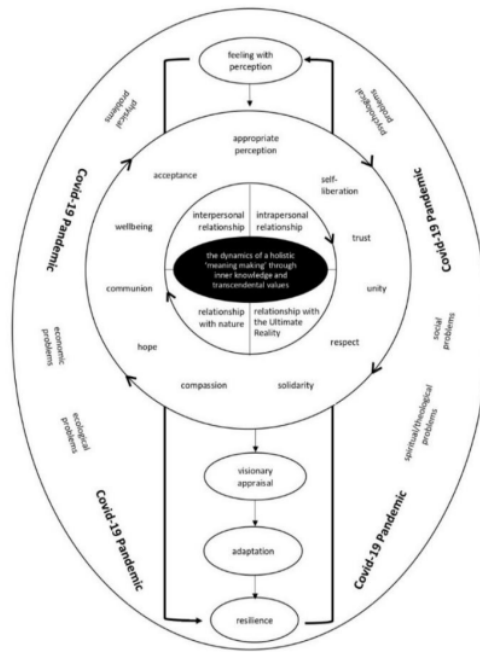 feeling with
perception
physical
problems
psychological
problems
Covid-19 Pandemic
Covid-19 Pandemic
appropriate
perception
acceptance
self-
liberation
wellbeing
trust
interpersonal
relationship
intrapersonal
relationship
the dynamics of a holistic
'meaning making' through
inner knowledge and
transcendental values
communion
unity
relationship
with nature
relationship with
the Ultimate
Reality
hope
respect
compassion
solidarity
economic
problems
social
problems
ecological
problems
spiritual/theological
problems
visionary
appraisal
Covid-19 Pandemic
Covid-19 Pandemic
adaptation
resilience